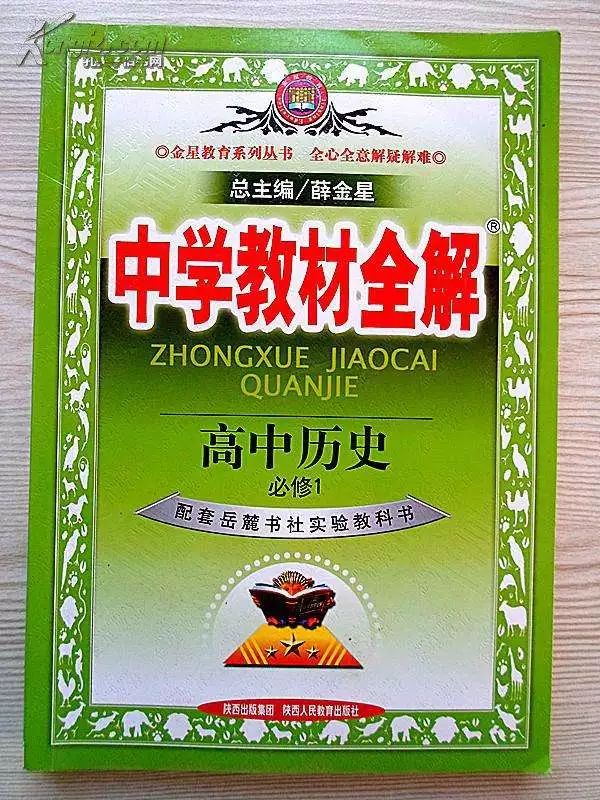 ◎金星教育系列丛书 全心全意解疑解难◎
总主编/薛金星
中学教材全解®
ZHONGXUE JIAOCAI
QUANJIE
高中历史
必修1
配套岳麓书社实验教科书
陕西出版集团 陕西人民教育出版社